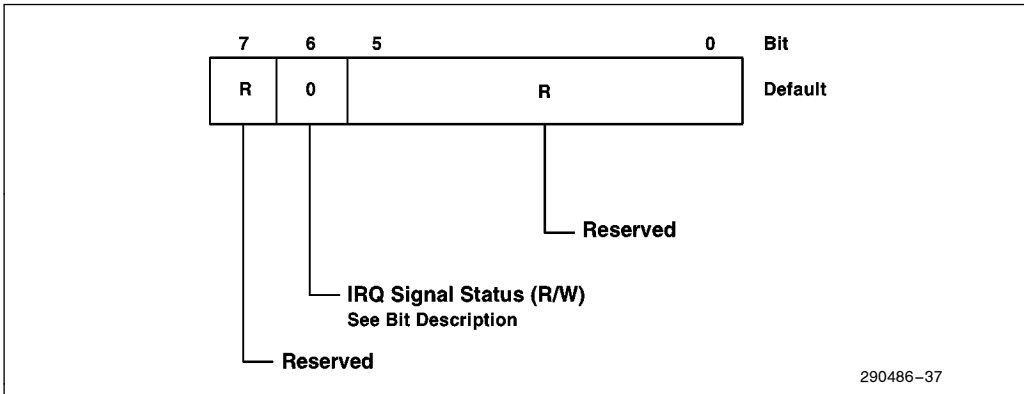 7 6 5 0 Bit
R 0 R Default
Reserved
IRQ Signal Status (R/W)
See Bit Description
Reserved
290486–37